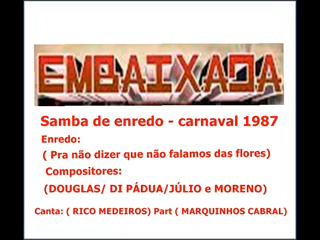 EMBAIXADA
Samba de enredo - carnaval 1987
Enredo:
( Pra não dizer que não falamos das flores)
Compositores:
(DOUGLAS/ DI PÁDUA/JÚLIO e MORENO)
Canta: ( RICO MEDEIROS) Part ( MARQUINHOS CABRAL)